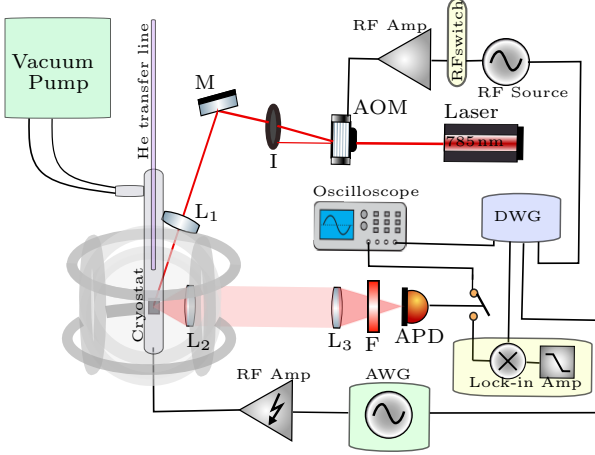 Vacuum
Pump
He transfer line
M
I
AOM
RF Amp
RFswitch
RF Source
Laser
785nm
L1
Oscilloscope
DWG
Cryostat
L2
L3
F
APD
Lock-in Amp
RF Amp
AWG